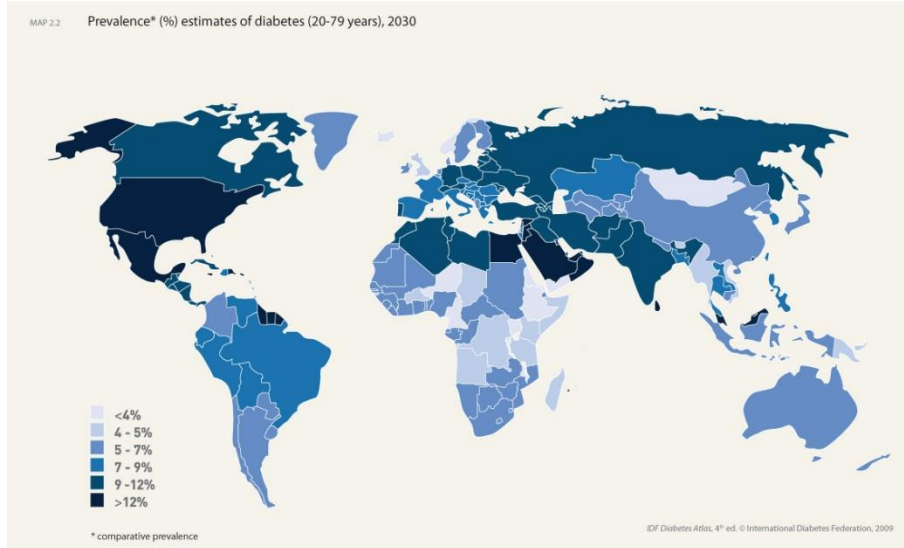 MAP 2.2 Prevalence* (%) estimates of diabetes (20-79 years), 2030
<4%
4 - 5%
5 - 7%
7 - 9%
9 -12%
>12%
* comparative prevalence
IDF Diabetes Atlas, 4th ed. © International Diabetes Federation, 2009